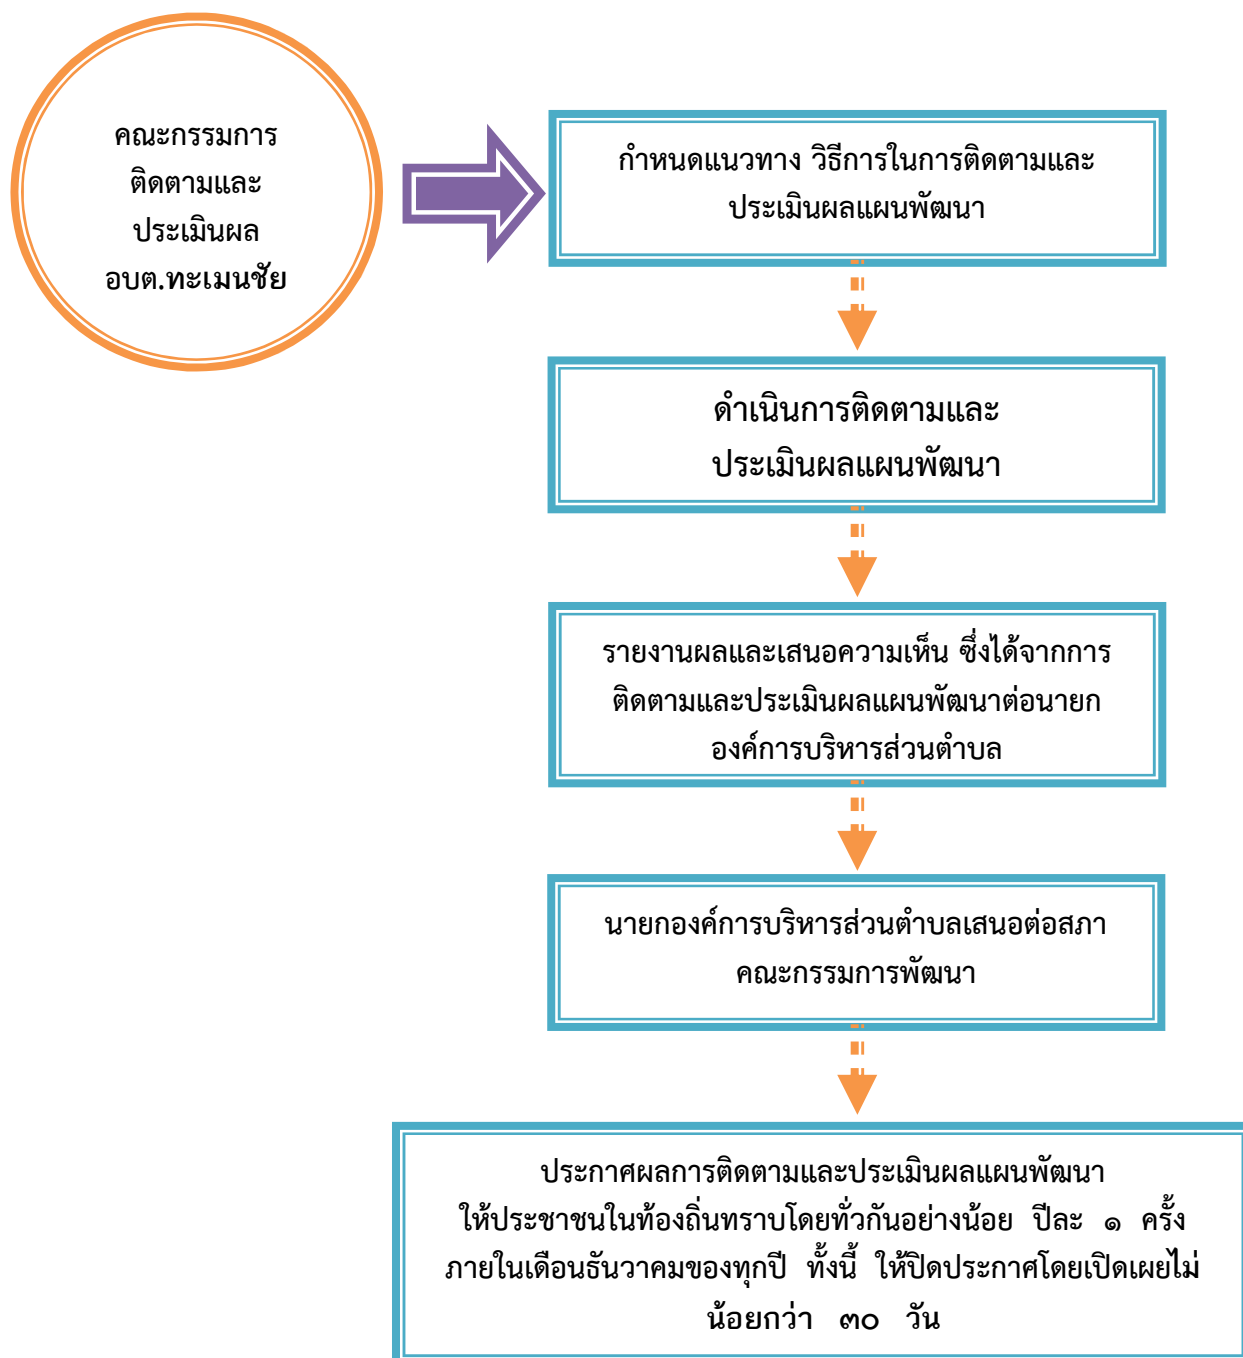 คณะกรรมการ
ติดตามและ
ประเมินผล
อบต.ทะเมนชัย
กำหนดแนวทาง วิธีการในการติดตามและ
ประเมินผลแผนพัฒนา
ดำเนินการติดตามและ
ประเมินผลแผนพัฒนา
รายงานผลและเสนอความเห็น ซึ่งได้จากการ
ติดตามและประเมินผลแผนพัฒนาต่อนายก
องค์การบริหารส่วนตำบล
นายกองค์การบริหารส่วนตำบลเสนอต่อสภา
คณะกรรมการพัฒนา
ประกาศผลการติดตามและประเมินผลแผนพัฒนา
ให้ประชาชนในท้องถิ่นทราบโดยทั่วกันอย่างน้อย ปีละ ๑ ครั้ง
ภายในเดือนธันวาคมของทุกปี ทั้งนี้ ให้ปิดประกาศโดยเปิดเผยไม่
น้อยกว่า ๓๐ วัน